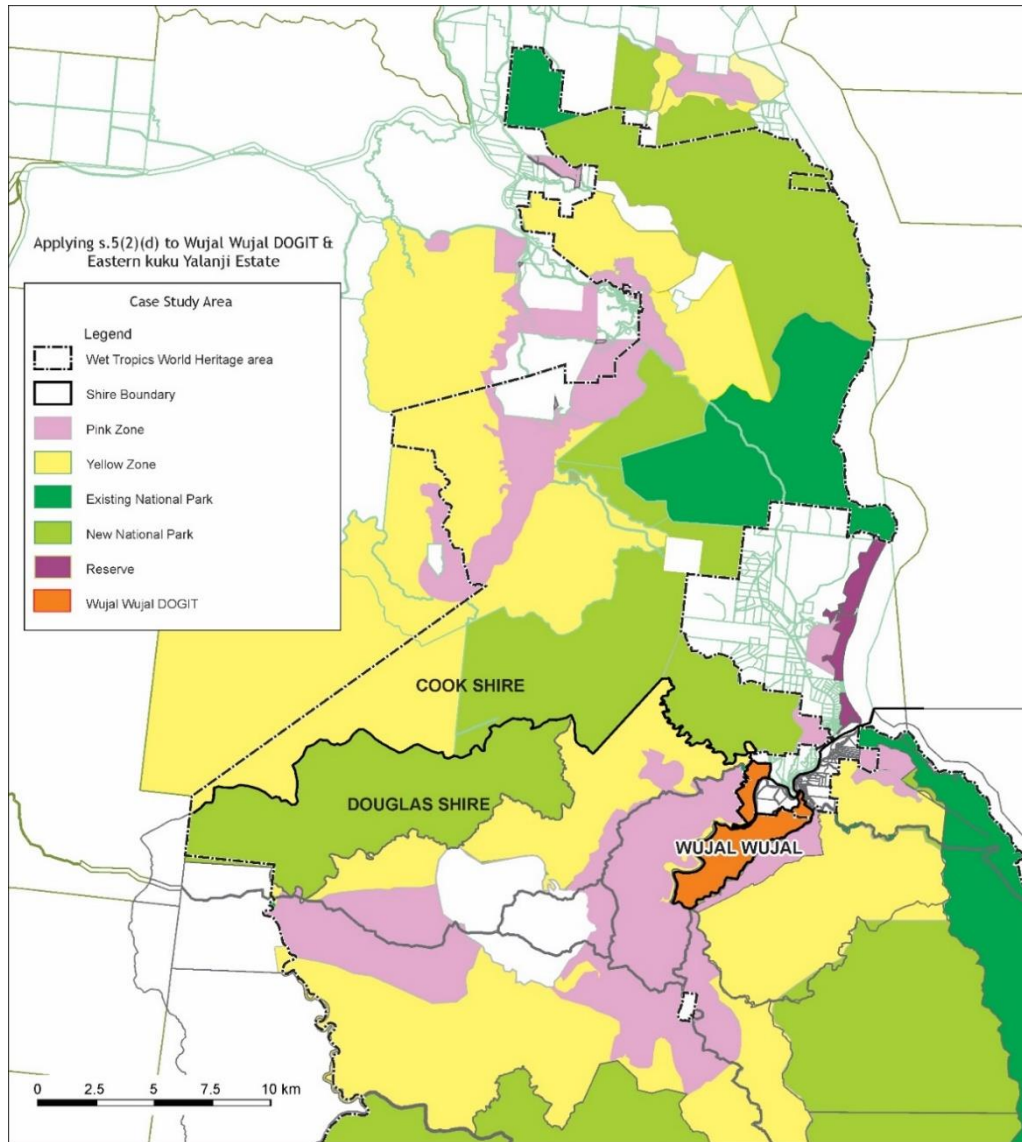 Applying s.5(2)(d) to Wujal Wujal DOGIT &
Eastern kuku Yalanji Estate
Case Study Area
Legend
Wet Tropics World Heritage area
Shire Boundary
Pink Zone
Yellow Zone
Existing National Park
New National Park
Reserve
Wujal Wujal DOGIT
COOK SHIRE
DOUGLAS SHIRE
WUJAL WUJAL
0 2.5 5 7.5 10 km